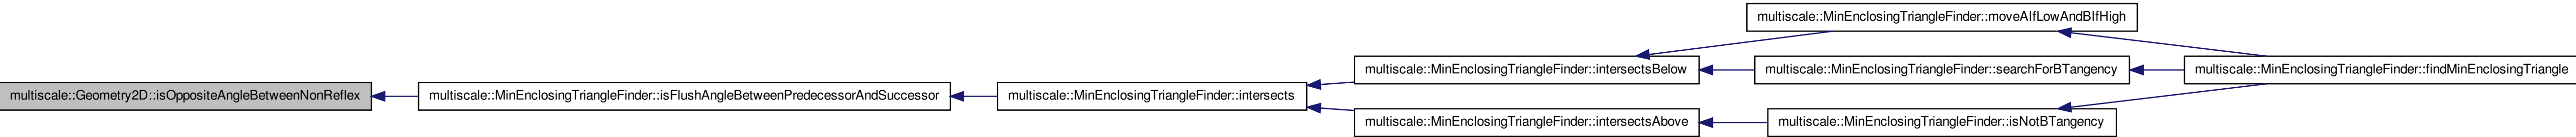 multiscale::Geometry2D::isOppositeAngleBetweenNonReflex
multiscale::MinEnclosingTriangleFinder::isFlushAngleBetweenPredecessorAndSuccessor
multiscale::MinEnclosingTriangleFinder::intersects
multiscale::MinEnclosingTriangleFinder::intersectsBelow
multiscale::MinEnclosingTriangleFinder::intersectsAbove
multiscale::MinEnclosingTriangleFinder::moveAIfLowAndBIfHigh
multiscale::MinEnclosingTriangleFinder::searchForBTangency
multiscale::MinEnclosingTriangleFinder::isNotBTangency
multiscale::MinEnclosingTriangleFinder::findMinEnclosingTriangle